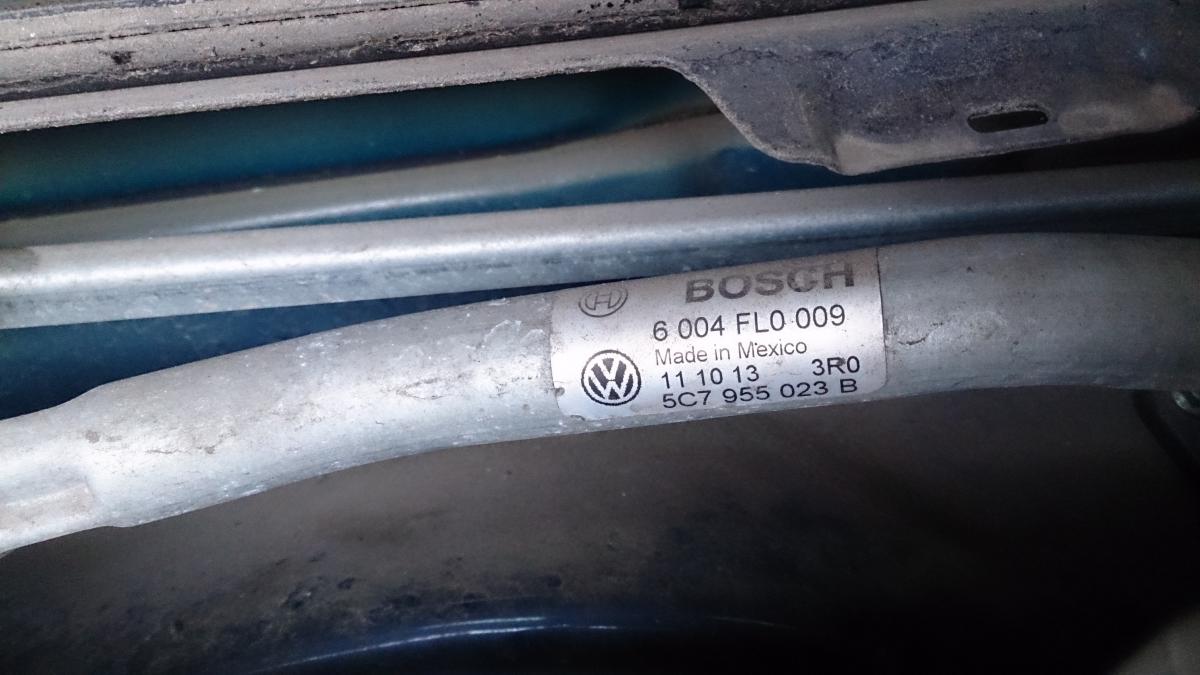 BOSCH
6 004 FL0 009
Made in Mexico
11 10 13 3R0
5C7 955 023 B